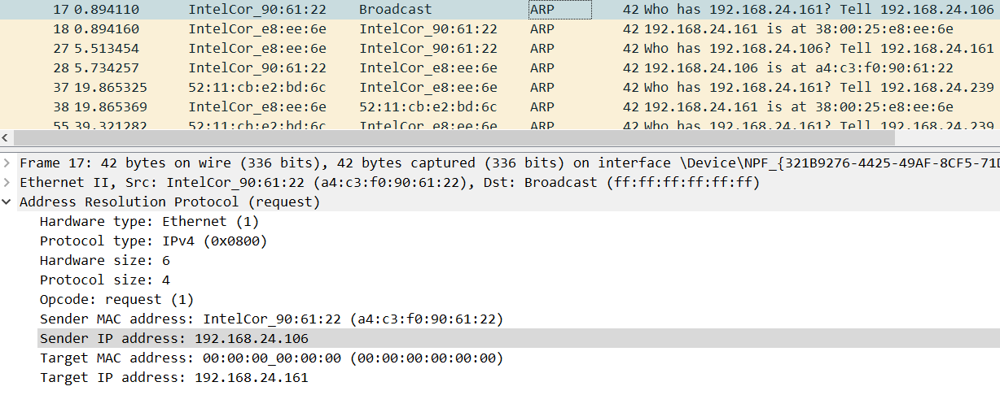 17 0.894110 IntelCor_90:61:22 Broadcast ARP 42 Who has 192.168.24.161? Tell 192.168.24.106
18 0.894160 IntelCor_e8:ee:6e IntelCor_90:61:22 ARP 42 192.168.24.161 is at 38:00:25:e8:ee:6e
27 5.513454 IntelCor_e8:ee:6e IntelCor_90:61:22 ARP 42 Who has 192.168.24.106? Tell 192.168.24.161
28 5.734257 IntelCor_90:61:22 IntelCor_e8:ee:6e ARP 42 192.168.24.106 is at a4:c3:f0:90:61:22
37 19.865325 52:11:cb:e2:bd:6c IntelCor_e8:ee:6e ARP 42 Who has 192.168.24.161? Tell 192.168.24.239
38 19.865369 IntelCor_e8:ee:6e 52:11:cb:e2:bd:6c ARP 42 192.168.24.161 is at 38:00:25:e8:ee:6e
55 39.321282 52:11:cb:e2:bd:6c IntelCor_e8:ee:6e ARP 42 Who has 192.168.24.161? Tell 192.168.24.239
Frame 17: 42 bytes on wire (336 bits), 42 bytes captured (336 bits) on interface \Device\NPF_{321B9276-4425-49AF-8CF5-71D
Ethernet II, Src: IntelCor_90:61:22 (a4:c3:f0:90:61:22), Dst: Broadcast (ff:ff:ff:ff:ff:ff)
Address Resolution Protocol (request)
Hardware type: Ethernet (1)
Protocol type: IPv4 (0x0800)
Hardware size: 6
Protocol size: 4
Opcode: request (1)
Sender MAC address: IntelCor_90:61:22 (a4:c3:f0:90:61:22)
Sender IP address: 192.168.24.106
Target MAC address: 00:00:00_00:00:00 (00:00:00:00:00:00)
Target IP address: 192.168.24.161